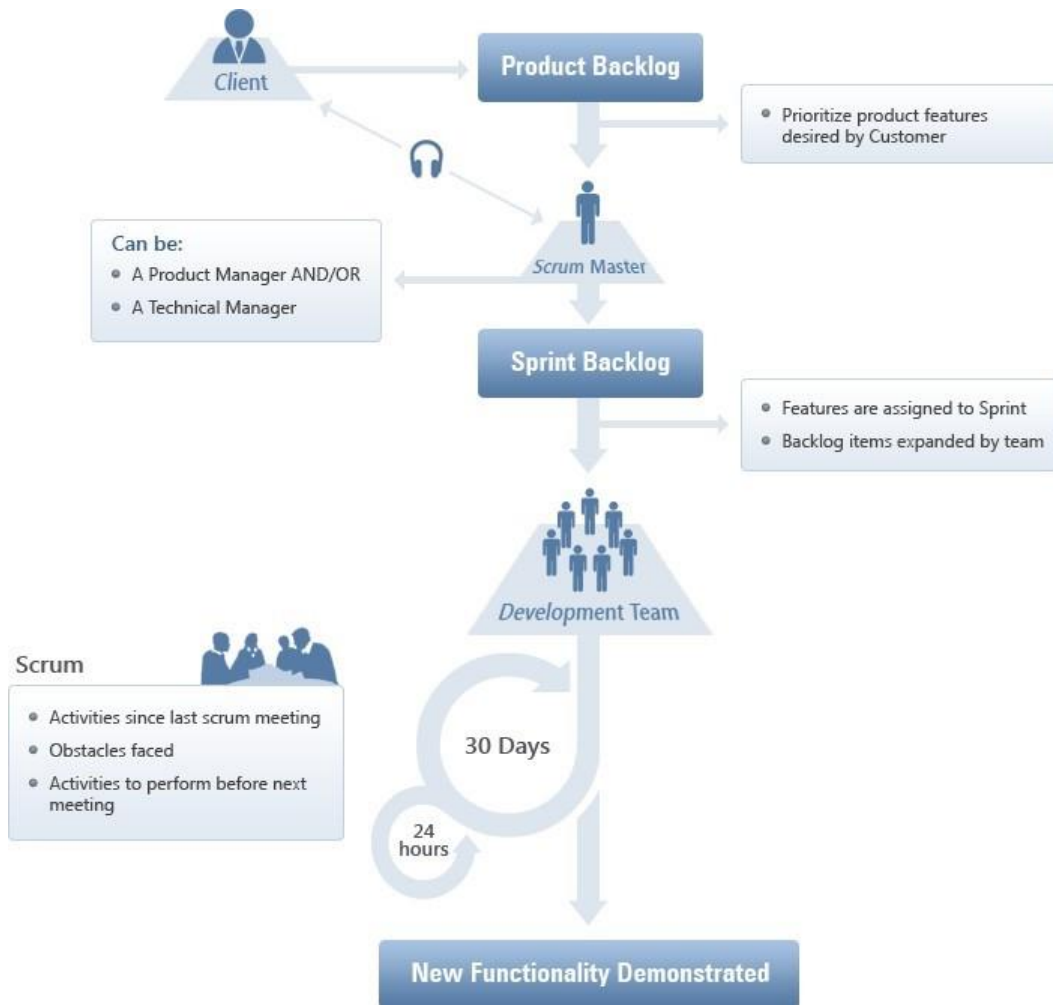 Client
Product Backlog
Prioritize product features
desired by Customer
Can be:
A Product Manager AND/OR
A Technical Manager
Scrum Master
Sprint Backlog
Features are assigned to Sprint
Backlog items expanded by team
Development Team
Scrum
Activities since last scrum meeting
Obstacles faced
Activities to perform before next
meeting
30 Days
24
hours
New Functionality Demonstrated